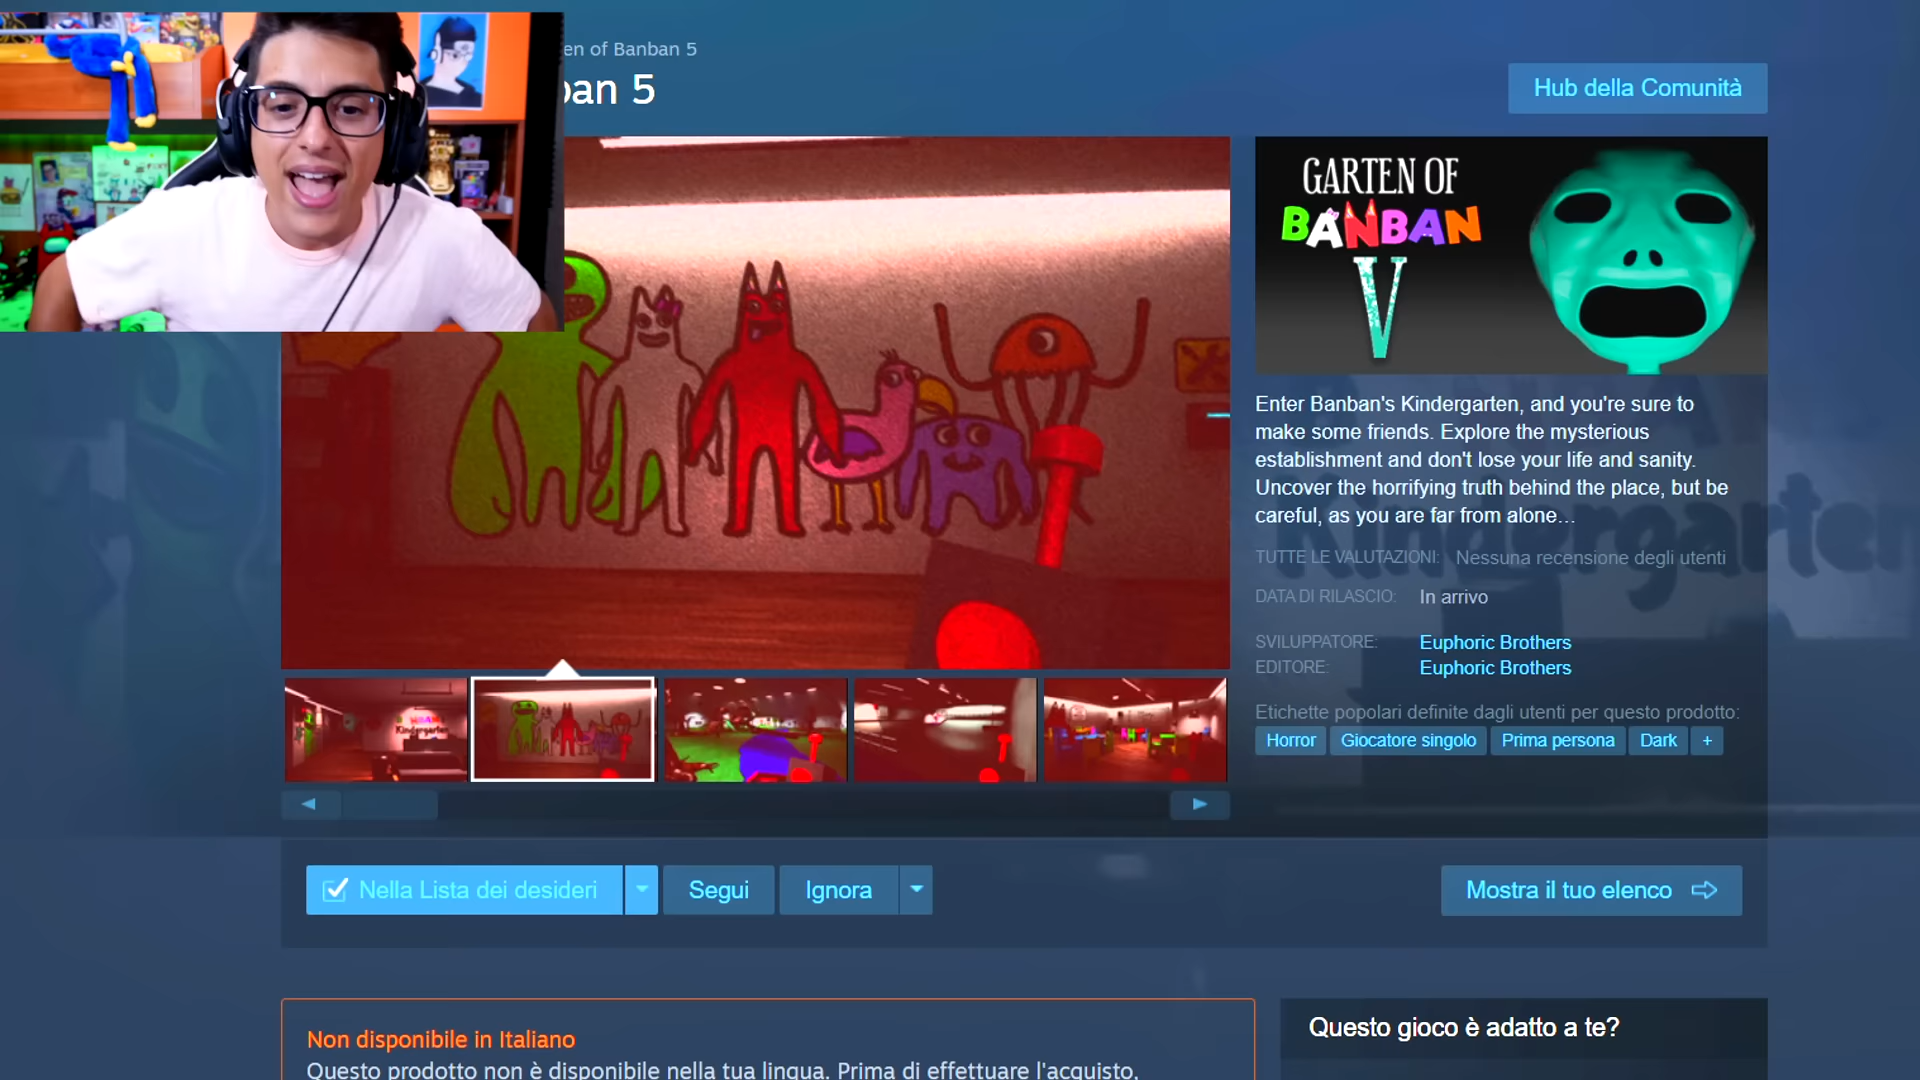 en of Banban 5
ban 5
Hub della Comunità
GARTEN OF
BANBAN
V
Enter Banban's Kindergarten, and you're sure to
make some friends. Explore the mysterious
establishment and don't lose your life and sanity.
Uncover the horrifying truth behind the place, but be
careful, as you are far from alone...
TUTTE LE VALUTAZIONI: Nessuna recensione degli utenti
DATA DI RILASCIO: In arrivo
SVILUPPATORE: Euphoric Brothers
EDITORE: Euphoric Brothers
Etichette popolari definite dagli utenti per questo prodotto:
Horror Giocatore singolo Prima persona Dark +
Kindergarten
Kindergarten
Nella Lista dei desideri
Segui
Ignora
Mostra il tuo elenco
Non disponibile in Italiano
Questo prodotto non è disponibile nella tua lingua. Prima di effettuare l'acquisto,
Questo gioco è adatto a te?